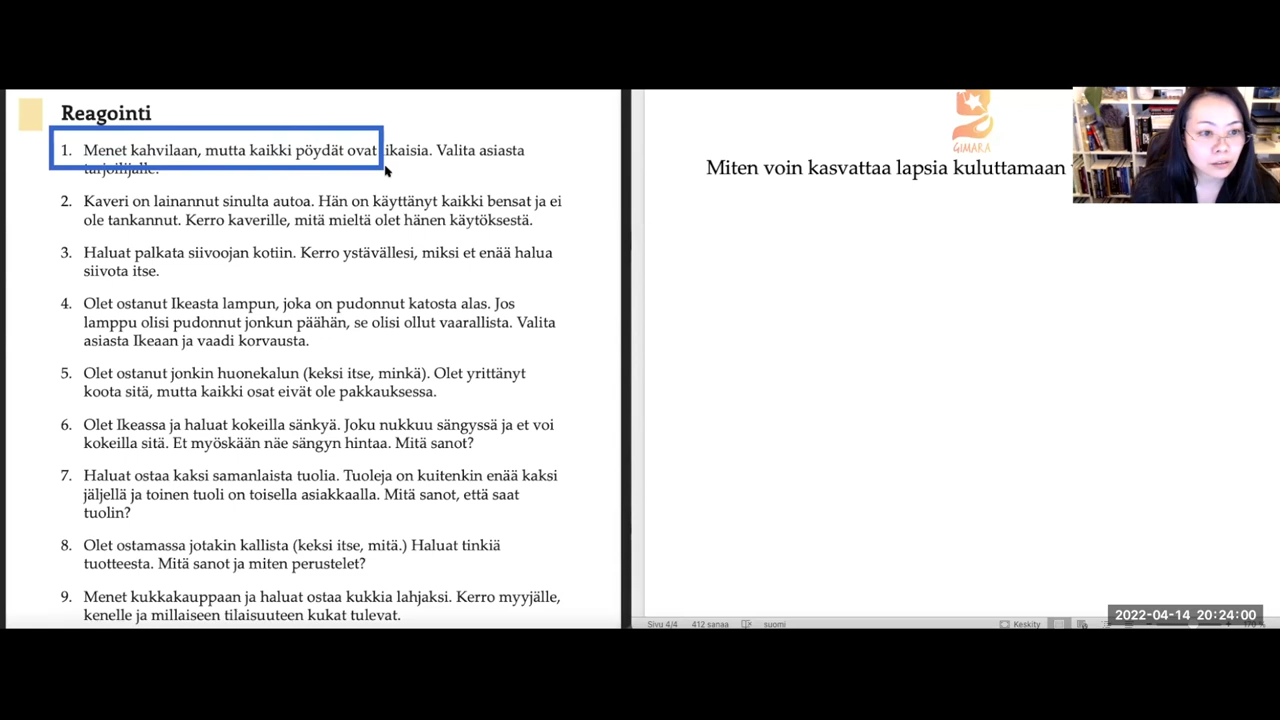 Reagointi
1. Menet kahvilaan, mutta kaikki pöydät ovat likaisia. Valita asiasta
tarjoilijalle.
2. Kaveri on lainannut sinulta autoa. Hän on käyttänyt kaikki bensat ja ei
ole tankannut. Kerro kaverille, mitä mieltä olet hänen käytöksestä.
3. Haluat palkata siivoojan kotiin. Kerro ystävällesi, miksi et enää halua
siivota itse.
4. Olet ostanut Ikeasta lampun, joka on pudonnut katosta alas. Jos
lamppu olisi pudonnut jonkun päähän, se olisi ollut vaarallista. Valita
asiasta Ikeaan ja vaadi korvausta.
5. Olet ostanut jonkin huonekalun (keksi itse, minkä). Olet yrittänyt
koota sitä, mutta kaikki osat eivät ole pakkauksessa.
6. Olet Ikeassa ja haluat kokeilla sänkyä. Joku nukkuu sängyssä ja et voi
kokeilla sitä. Et myöskään näe sängyn hintaa. Mitä sanot?
7. Haluat ostaa kaksi samanlaista tuolia. Tuoleja on kuitenkin enää kaksi
jäljellä ja toinen tuoli on toisella asiakkaalla. Mitä sanot, että saat
tuolin?
8. Olet ostamassa jotakin kallista (keksi itse, mitä.) Haluat tinkiä
tuotteesta. Mitä sanot ja miten perustelet?
9. Menet kukkakauppaan ja haluat ostaa kukkia lahjaksi. Kerro myyjälle,
kenelle ja millaiseen tilaisuuteen kukat tulevat.
GIMARA
Miten voin kasvattaa lapsia kuluttamaan
Sivu 4/4 412 sanaa suomi Keskity
2022-04-14 20:24:00